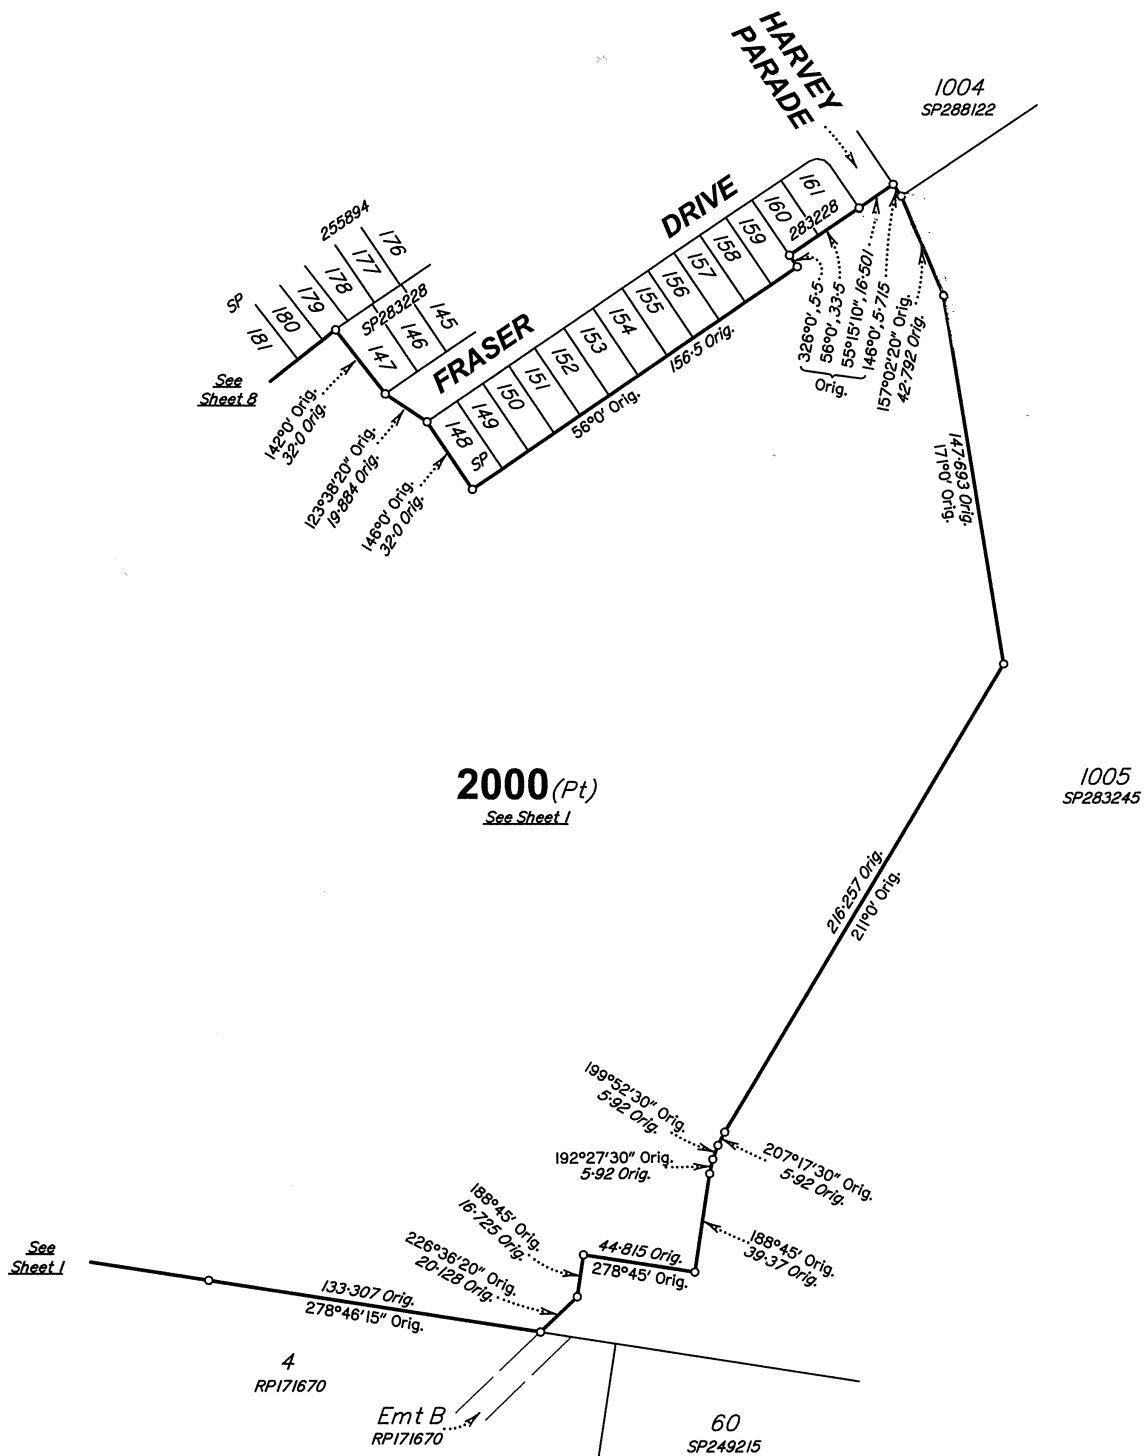 HARVEY
PARADE
1004
SP288122
DRIVE
161
160
283228
159
158
157
156
155
154
153
152
151
150
149
148
SP
FRASER
255894
176
177
178
179
180
181
SP
SP283228
145
146
147
See
Sheet 8
142°0' Orig.
32·0 Orig.
123°38'20" Orig.
19·884 Orig.
146°0' Orig.
32·0 Orig.
156·5 Orig.
56°0' Orig.
326°0', 5·5
56°0', 33·5
55°15'10", 16·501
Orig.
146°0', 5·715
157°02'20" Orig.
42·792 Orig.
147·693 Orig.
171°0' Orig.
2000 (Pt)
See Sheet 1
1005
SP283245
216·257 Orig.
211°0' Orig.
199°52'30" Orig.
5·92 Orig.
207°17'30" Orig.
5·92 Orig.
192°27'30" Orig.
5·92 Orig.
188°45' Orig.
16·725 Orig.
188°45' Orig.
39·37 Orig.
226°36'20" Orig.
20·128 Orig.
44·815 Orig.
278°45' Orig.
See
Sheet 1
133·307 Orig.
278°46'15" Orig.
4
RP171670
Emt B
RP171670
60
SP249215